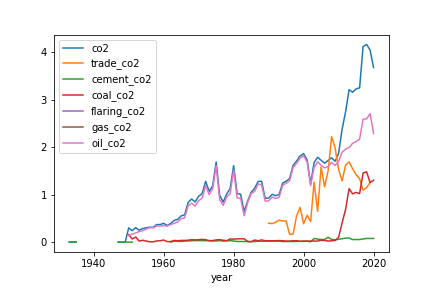 co2
trade_co2
cement_co2
coal_co2
flaring_co2
gas_co2
oil_co2
4
3
2
1
0
1940
1960
1980
2000
2020
year